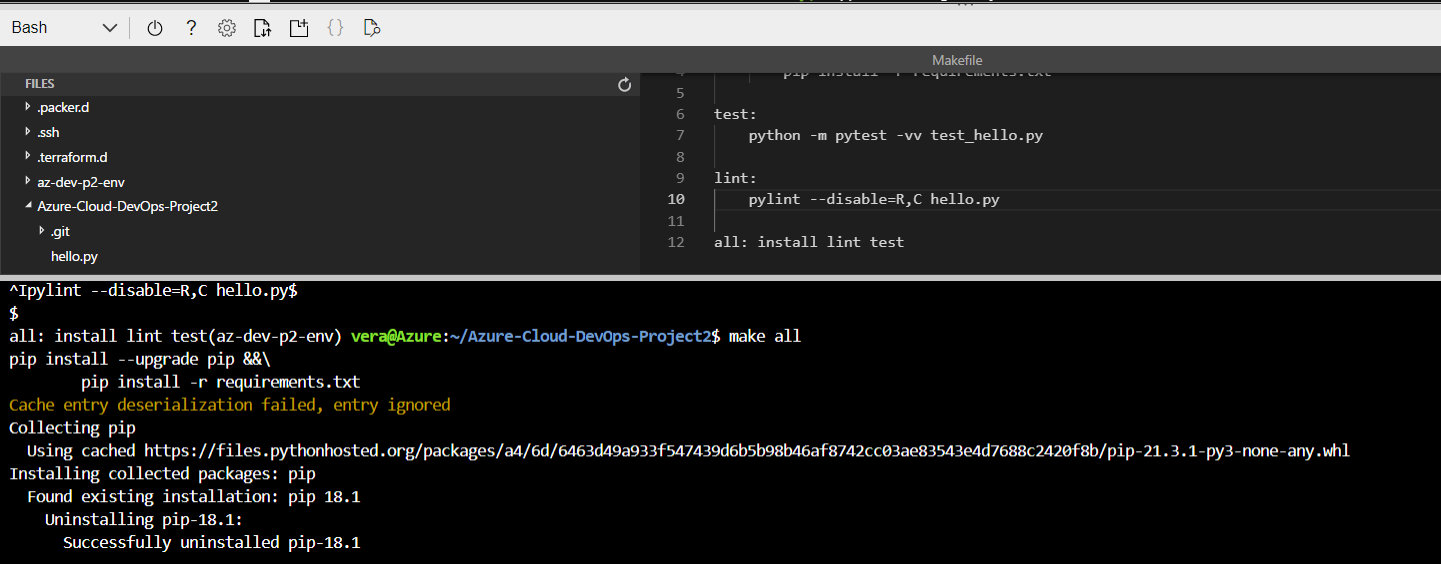 Bash
?
{}
Makefile
FILES
.packer.d
.ssh
.terraform.d
az-dev-p2-env
Azure-Cloud-DevOps-Project2
.git
hello.py
4 pip install -r requirements.txt
5
6 test:
7 python -m pytest -vv test_hello.py
8
9 lint:
10 pylint --disable=R,C hello.py
11
12 all: install lint test
^Ipylint --disable=R,C hello.py$
$
all: install lint test(az-dev-p2-env) vera@Azure:~/Azure-Cloud-DevOps-Project2$ make all
pip install --upgrade pip &&\
pip install -r requirements.txt
Cache entry deserialization failed, entry ignored
Collecting pip
Using cached https://files.pythonhosted.org/packages/a4/6d/6463d49a933f547439d6b5b98b46af8742cc03ae83543e4d7688c2420f8b/pip-21.3.1-py3-none-any.whl
Installing collected packages: pip
Found existing installation: pip 18.1
Uninstalling pip-18.1:
Successfully uninstalled pip-18.1